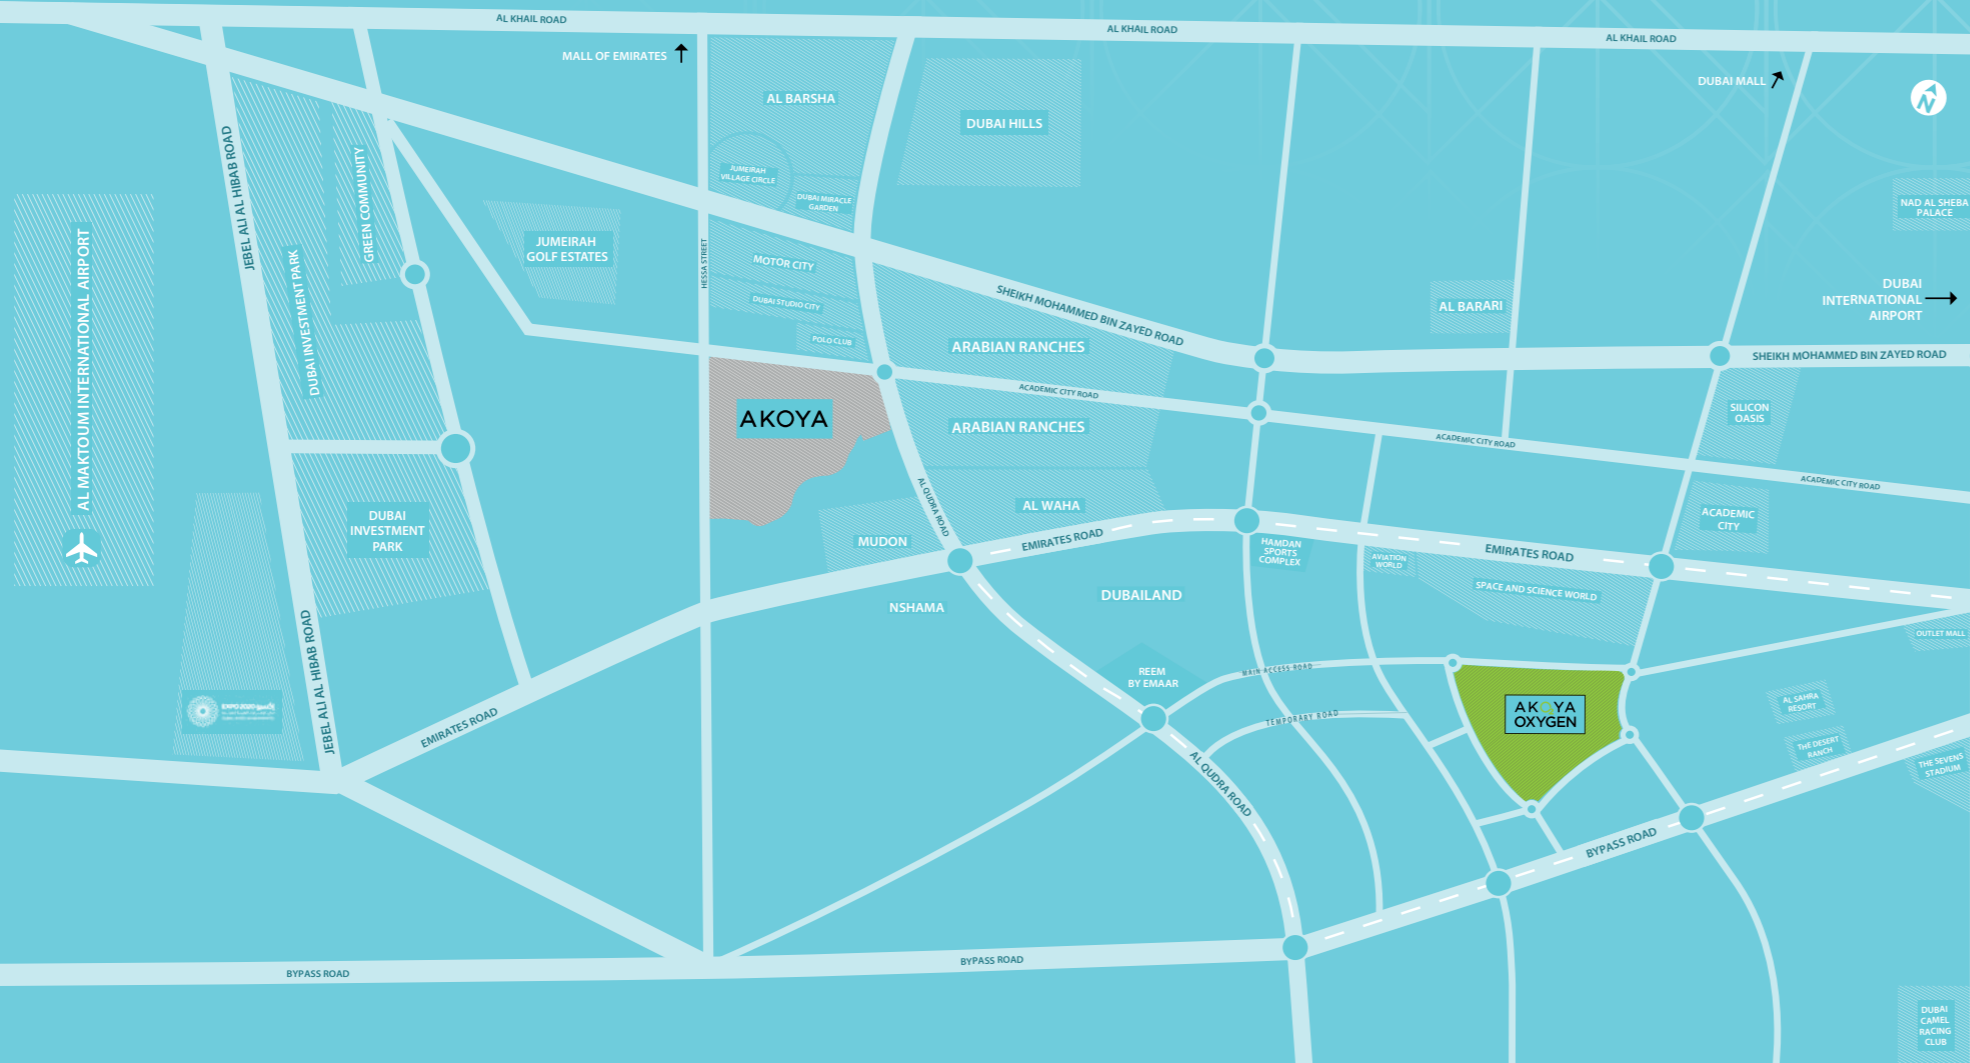 AL KHAIL ROAD
AL KHAIL ROAD
AL KHAIL ROAD
MALL OF EMIRATES
DUBAI MALL
N
AL BARSHA
DUBAI HILLS
JEBEL ALI AL HIBAB ROAD
GREEN COMMUNITY
JUMEIRAH
VILLAGE CIRCLE
DUBAI MIRACLE
GARDEN
NAD AL SHEBA
PALACE
AL MAKTOUM INTERNATIONAL AIRPORT
DUBAI INVESTMENT PARK
JUMEIRAH
GOLF ESTATES
HESSA STREET
MOTOR CITY
DUBAI STUDIO CITY
POLO CLUB
SHEIKH MOHAMMED BIN ZAYED ROAD
AL BARARI
DUBAI
INTERNATIONAL
AIRPORT
ARABIAN RANCHES
SHEIKH MOHAMMED BIN ZAYED ROAD
ACADEMIC CITY ROAD
AKOYA
ARABIAN RANCHES
SILICON
OASIS
ACADEMIC CITY ROAD
ACADEMIC CITY ROAD
AL QUDRA ROAD
AL WAHA
ACADEMIC
CITY
DUBAI
INVESTMENT
PARK
MUDON
EMIRATES ROAD
HAMDAN
SPORTS
COMPLEX
AVIATION
WORLD
EMIRATES ROAD
SPACE AND SCIENCE WORLD
NSHAMA
DUBAILAND
OUTLET MALL
JEBEL ALI AL HIBAB ROAD
REEM
BY EMAAR
MAIN ACCESS ROAD
EXPO 2020
EMIRATES ROAD
TEMPORARY ROAD
AKOYA
OXYGEN
AL SAHRA
RESORT
THE DESERT
RANCH
THE SEVENS
STADIUM
AL QUDRA ROAD
BYPASS ROAD
BYPASS ROAD
BYPASS ROAD
DUBAI
CAMEL
RACING
CLUB